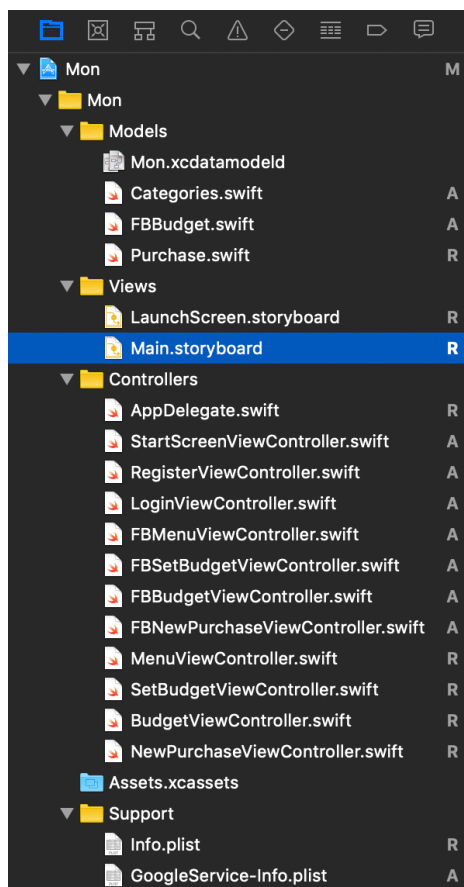 Mon M
Mon
Models
Mon.xcdatamodeld
Categories.swift A
FBBudget.swift A
Purchase.swift R
Views
LaunchScreen.storyboard R
Main.storyboard R
Controllers
AppDelegate.swift R
StartScreenViewController.swift A
RegisterViewController.swift A
LoginViewController.swift A
FBMenuViewController.swift A
FBSetBudgetViewController.swift A
FBBudgetViewController.swift A
FBNewPurchaseViewController.swift A
MenuViewController.swift R
SetBudgetViewController.swift R
BudgetViewController.swift R
NewPurchaseViewController.swift R
Assets.xcassets
Support
Info.plist R
GoogleService-Info.plist A